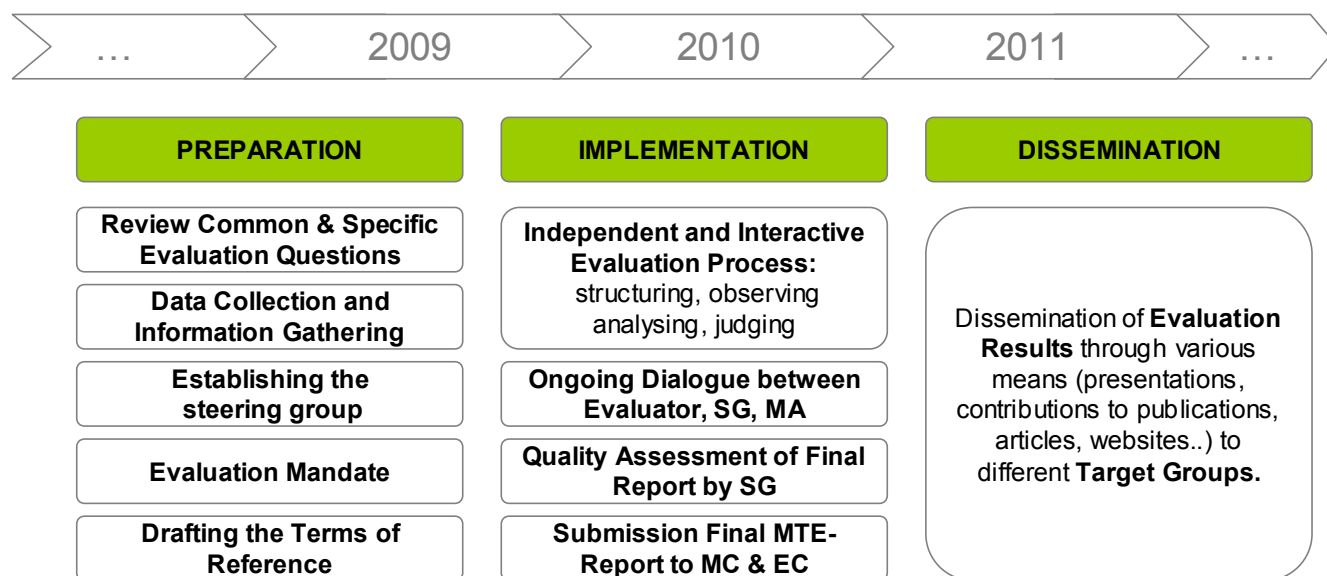 … 2009 2010 2011 …
PREPARATION
Review Common & Specific
Evaluation Questions
Data Collection and
Information Gathering
Establishing the
steering group
Evaluation Mandate
Drafting the Terms of
Reference
IMPLEMENTATION
Independent and Interactive
Evaluation Process:
structuring, observing
analysing, judging
Ongoing Dialogue between
Evaluator, SG, MA
Quality Assessment of Final
Report by SG
Submission Final MTE-
Report to MC & EC
DISSEMINATION
Dissemination of Evaluation
Results through various
means (presentations,
contributions to publications,
articles, websites..) to
different Target Groups.